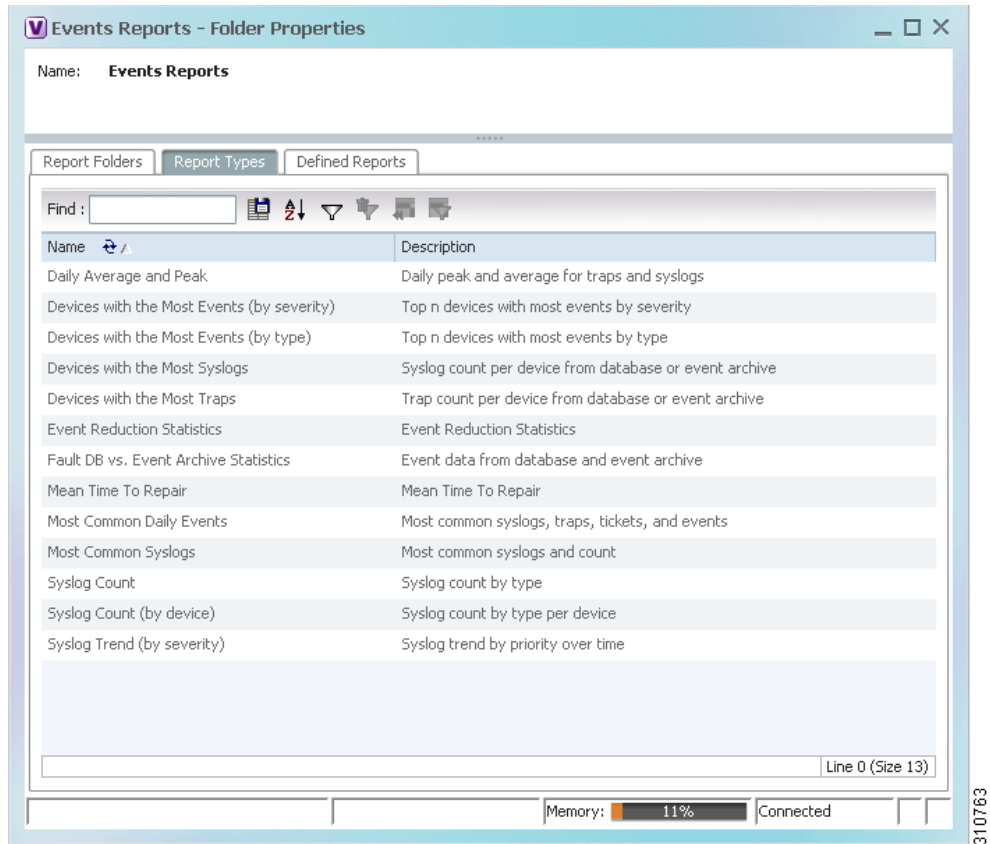 V Events Reports - Folder Properties
Name: Events Reports
Report Folders Report Types Defined Reports
Find :
Name Description
Daily Average and Peak Daily peak and average for traps and syslogs
Devices with the Most Events (by severity) Top n devices with most events by severity
Devices with the Most Events (by type) Top n devices with most events by type
Devices with the Most Syslogs Syslog count per device from database or event archive
Devices with the Most Traps Trap count per device from database or event archive
Event Reduction Statistics Event Reduction Statistics
Fault DB vs. Event Archive Statistics Event data from database and event archive
Mean Time To Repair Mean Time To Repair
Most Common Daily Events Most common syslogs, traps, tickets, and events
Most Common Syslogs Most common syslogs and count
Syslog Count Syslog count by type
Syslog Count (by device) Syslog count by type per device
Syslog Trend (by severity) Syslog trend by priority over time
Line 0 (Size 13)
Memory: 11% Connected
310763